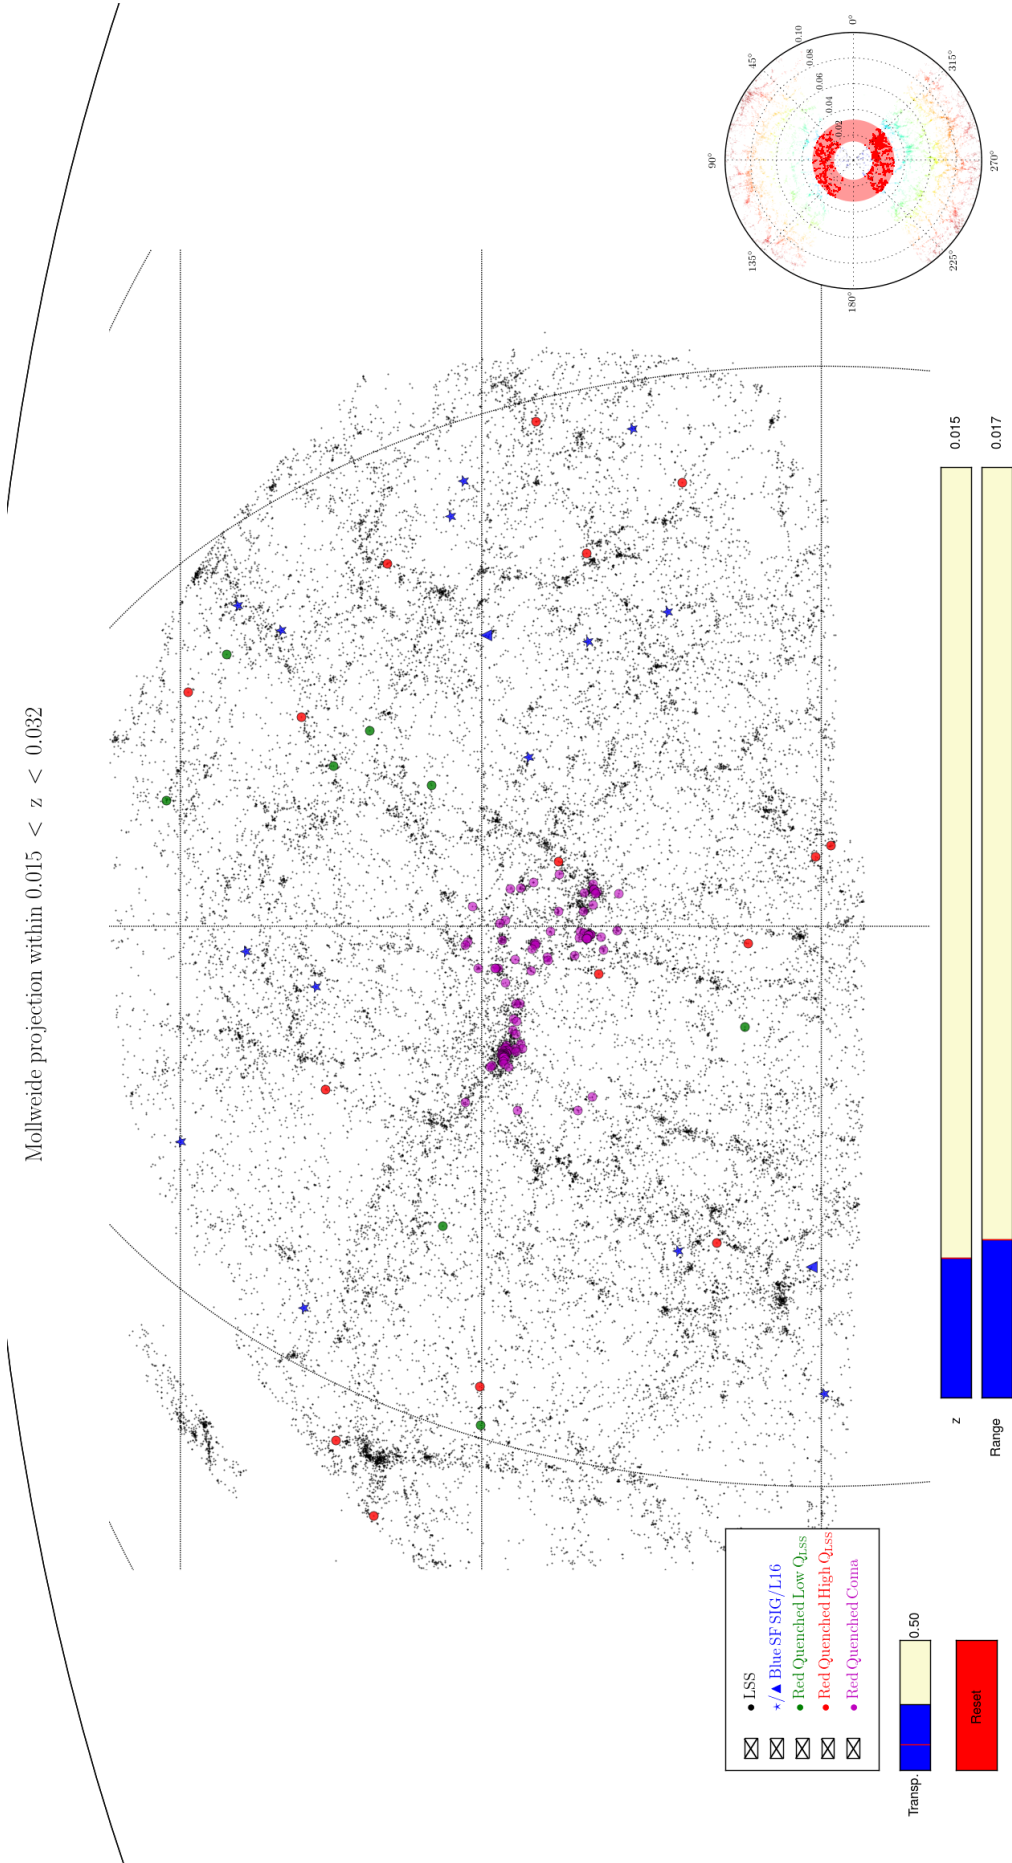 Mollweide projection within 0.015 < z < 0.032
LSS
★/▲ Blue SF SIG/L16
Red Quenched Low Q_LSS
Red Quenched High Q_LSS
Red Quenched Coma
Transp.
0.50
Reset
z
0.015
Range
0.017
0°
45°
90°
135°
180°
225°
270°
315°
0.02
0.04
0.06
0.08
0.10